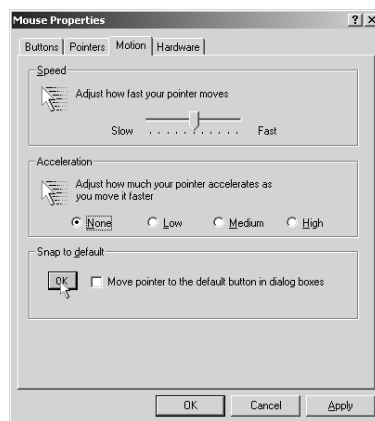 Mouse Properties ? x
Buttons Pointers Motion Hardware
Speed
Adjust how fast your pointer moves
Slow Fast
Acceleration
Adjust how much your pointer accelerates as
you move it faster
None Low Medium High
Snap to default
OK Move pointer to the default button in dialog boxes
OK Cancel Apply